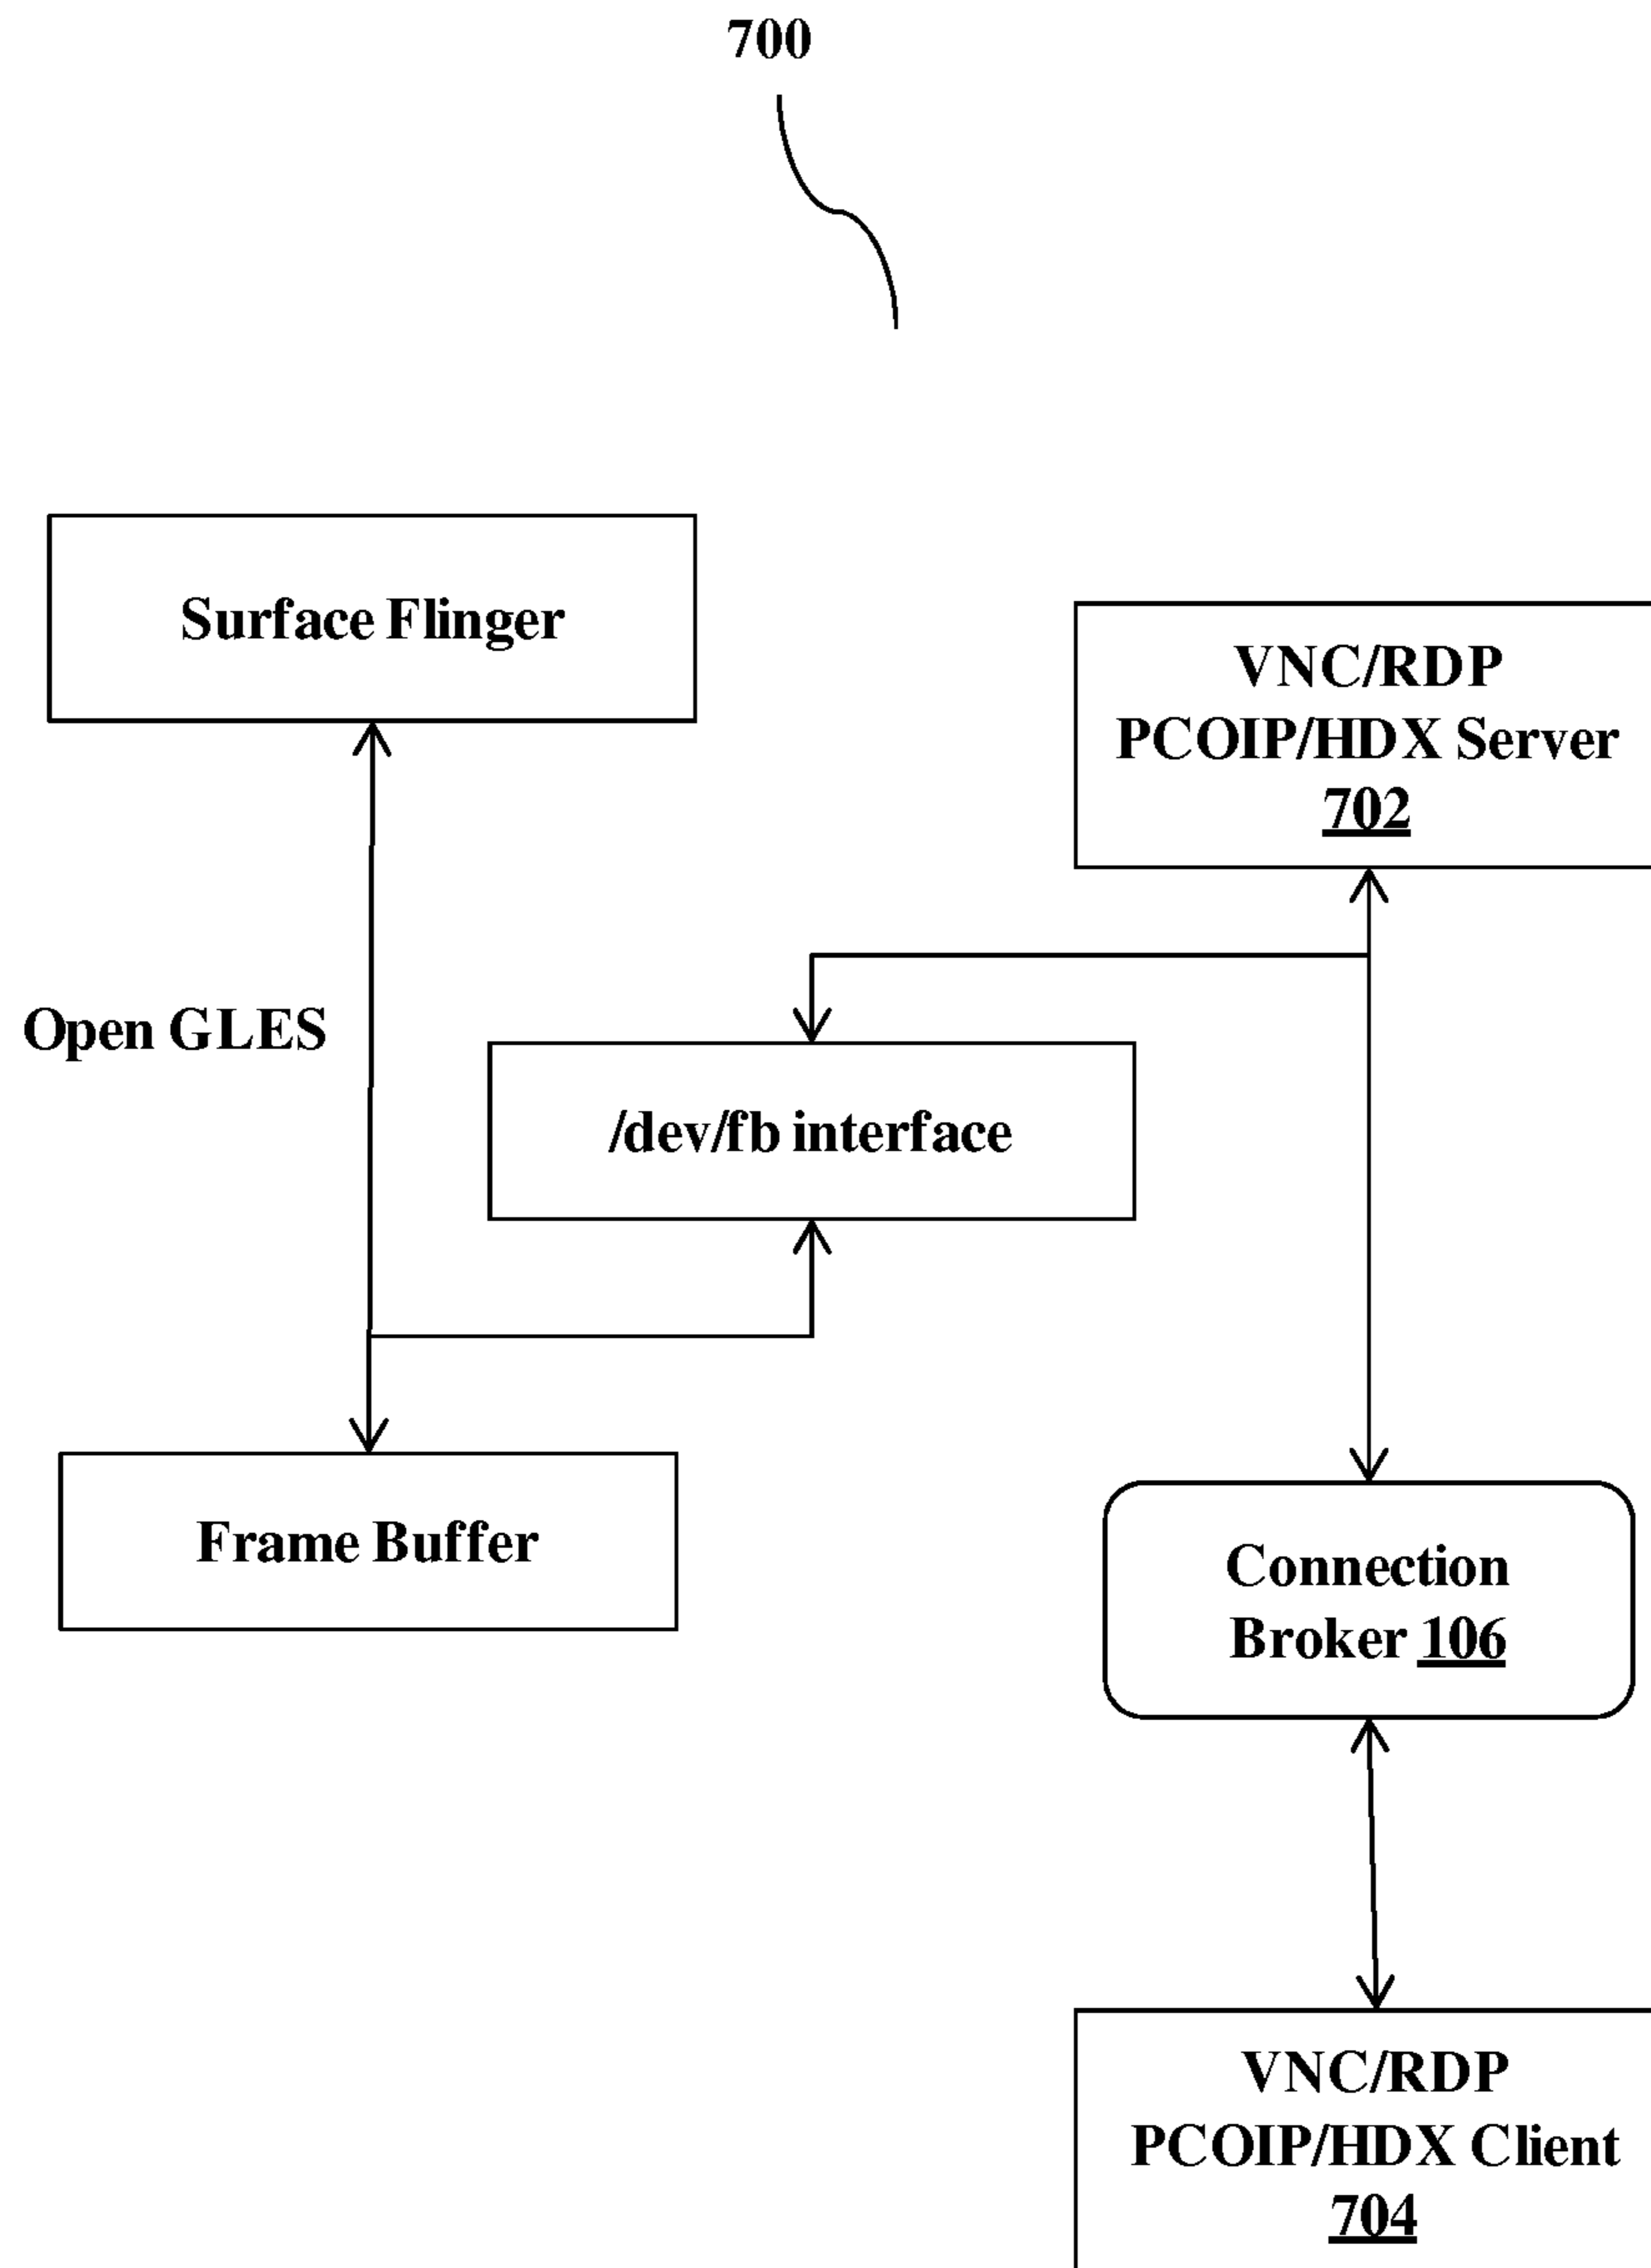 700
Surface Flinger
VNC/RDP
PCOIP/HDX Server
702
Open GLES
/dev/fb interface
Frame Buffer
Connection
Broker 106
VNC/RDP
PCOIP/HDX Client
704